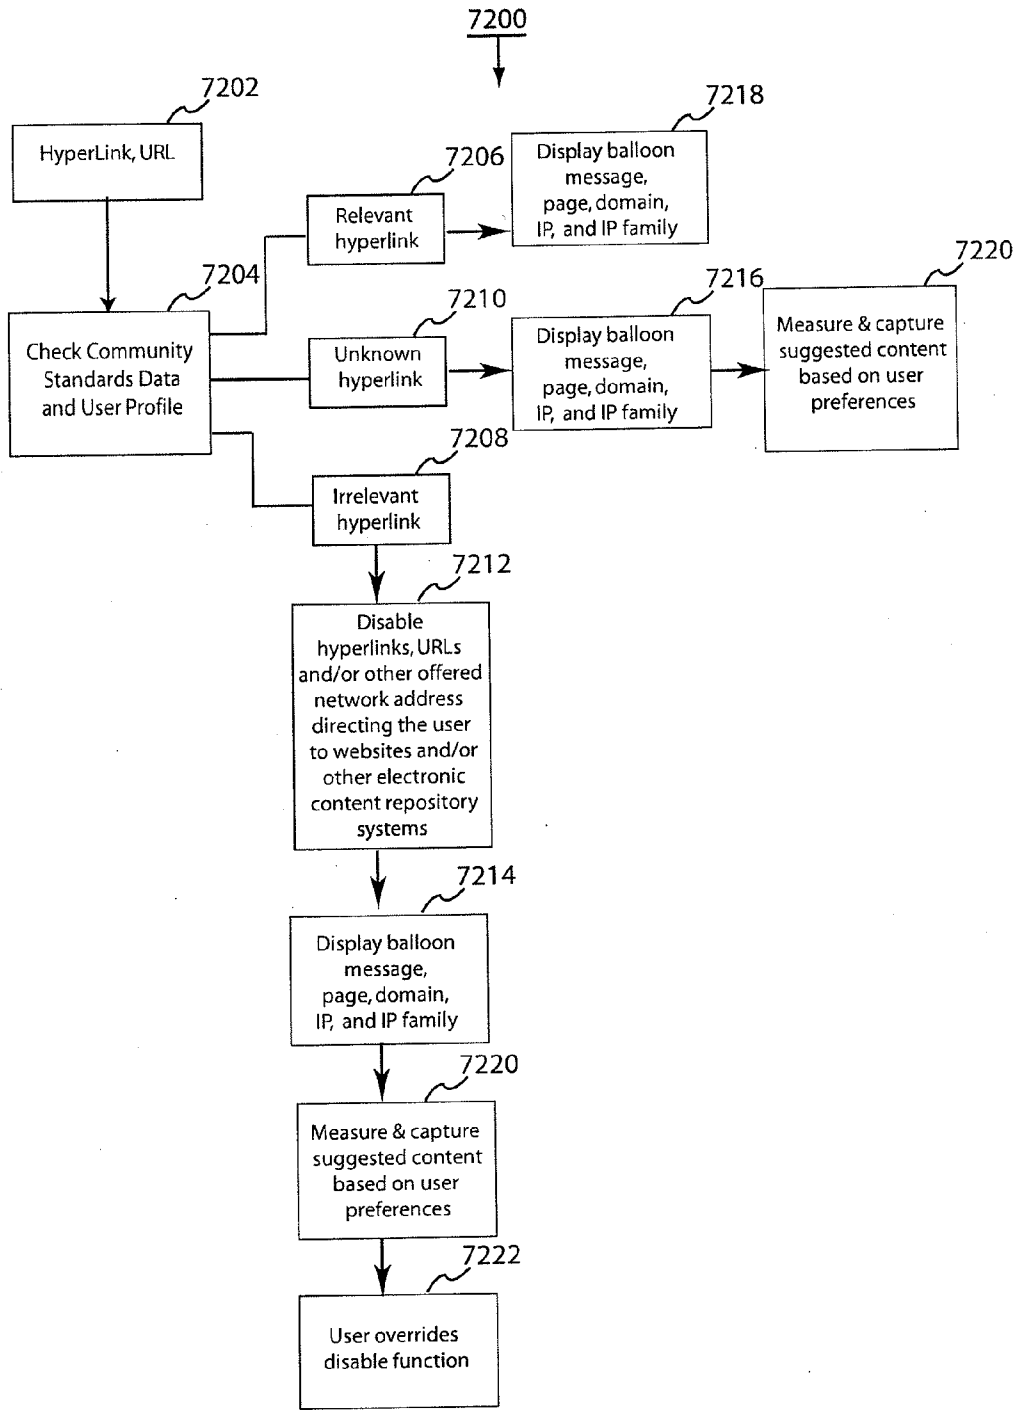 7200
7202
HyperLink, URL
7204
Check Community
Standards Data
and User Profile
7206
Relevant
hyperlink
7218
Display balloon
message,
page, domain,
IP, and IP family
7210
Unknown
hyperlink
7216
Display balloon
message,
page, domain,
IP, and IP family
7220
Measure & capture
suggested content
based on user
preferences
7208
Irrelevant
hyperlink
7212
Disable
hyperlinks, URLs
and/or other offered
network address
directing the user
to websites and/or
other electronic
content repository
systems
7214
Display balloon
message,
page, domain,
IP, and IP family
7220
Measure & capture
suggested content
based on user
preferences
7222
User overrides
disable function